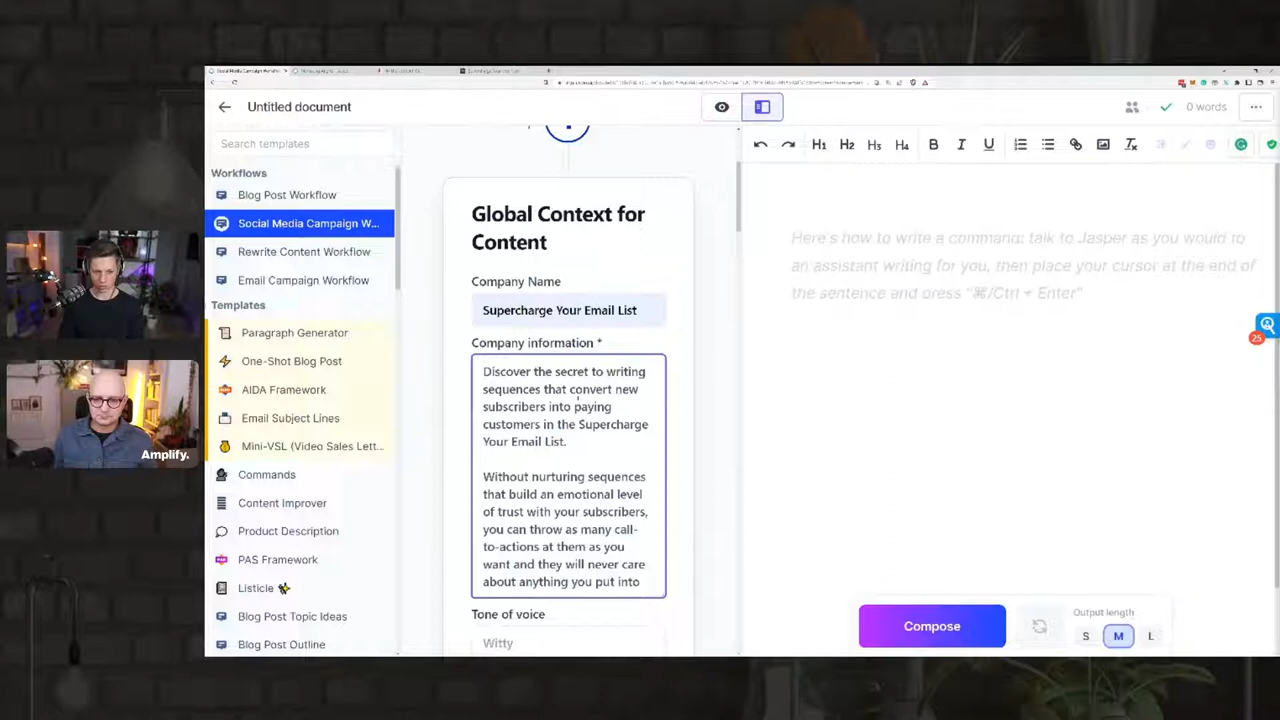 Untitled document
0 words
Search templates
H1 H2 H3 H4 B I U
Workflows
Blog Post Workflow
Social Media Campaign W...
Rewrite Content Workflow
Email Campaign Workflow
Templates
Paragraph Generator
One-Shot Blog Post
AIDA Framework
Email Subject Lines
Mini-VSL (Video Sales Lett...
Commands
Content Improver
Product Description
PAS Framework
Listicle ✨
Blog Post Topic Ideas
Blog Post Outline
Global Context for
Content
Company Name
Supercharge Your Email List
Company information *
Discover the secret to writing
sequences that convert new
subscribers into paying
customers in the Supercharge
Your Email List.
Without nurturing sequences
that build an emotional level
of trust with your subscribers,
you can throw as many call-
to-actions at them as you
want and they will never care
about anything you put into
Tone of voice
Witty
Here's how to write a command: talk to Jasper as you would to
an assistant writing for you, then place your cursor at the end of
the sentence and press "⌘/Ctrl + Enter"
25
Compose
Output length
S M L
Amplify.